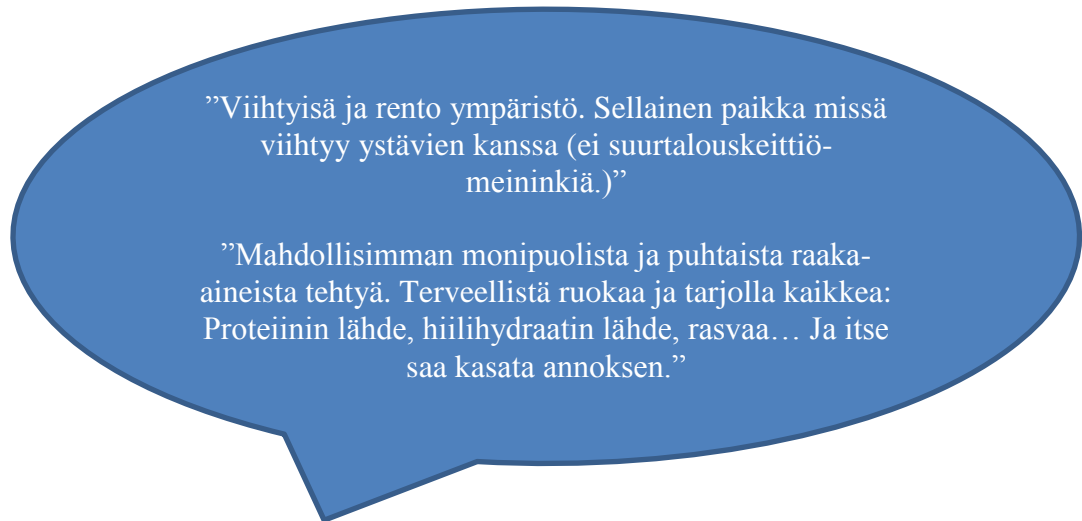 ”Viihtyisä ja rento ympäristö. Sellainen paikka missä
viihtyy ystävien kanssa (ei suurtalouskeittiö-
meininkiä.)”
”Mahdollisimman monipuolista ja puhtaista raaka-
aineista tehtyä. Terveellistä ruokaa ja tarjolla kaikkea:
Proteiinin lähde, hiilihydraatin lähde, rasvaa… Ja itse
saa kasata annoksen.”